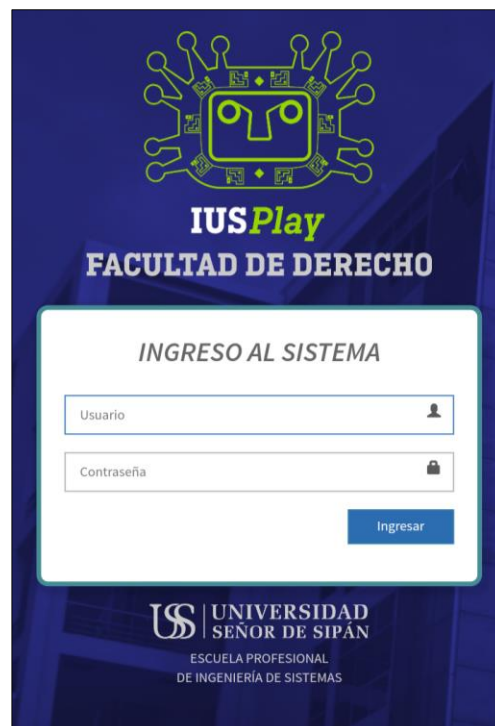 IUSPlay
FACULTAD DE DERECHO
INGRESO AL SISTEMA
Usuario
Contraseña
Ingresar
USS UNIVERSIDAD
SEÑOR DE SIPÁN
ESCUELA PROFESIONAL
DE INGENIERÍA DE SISTEMAS